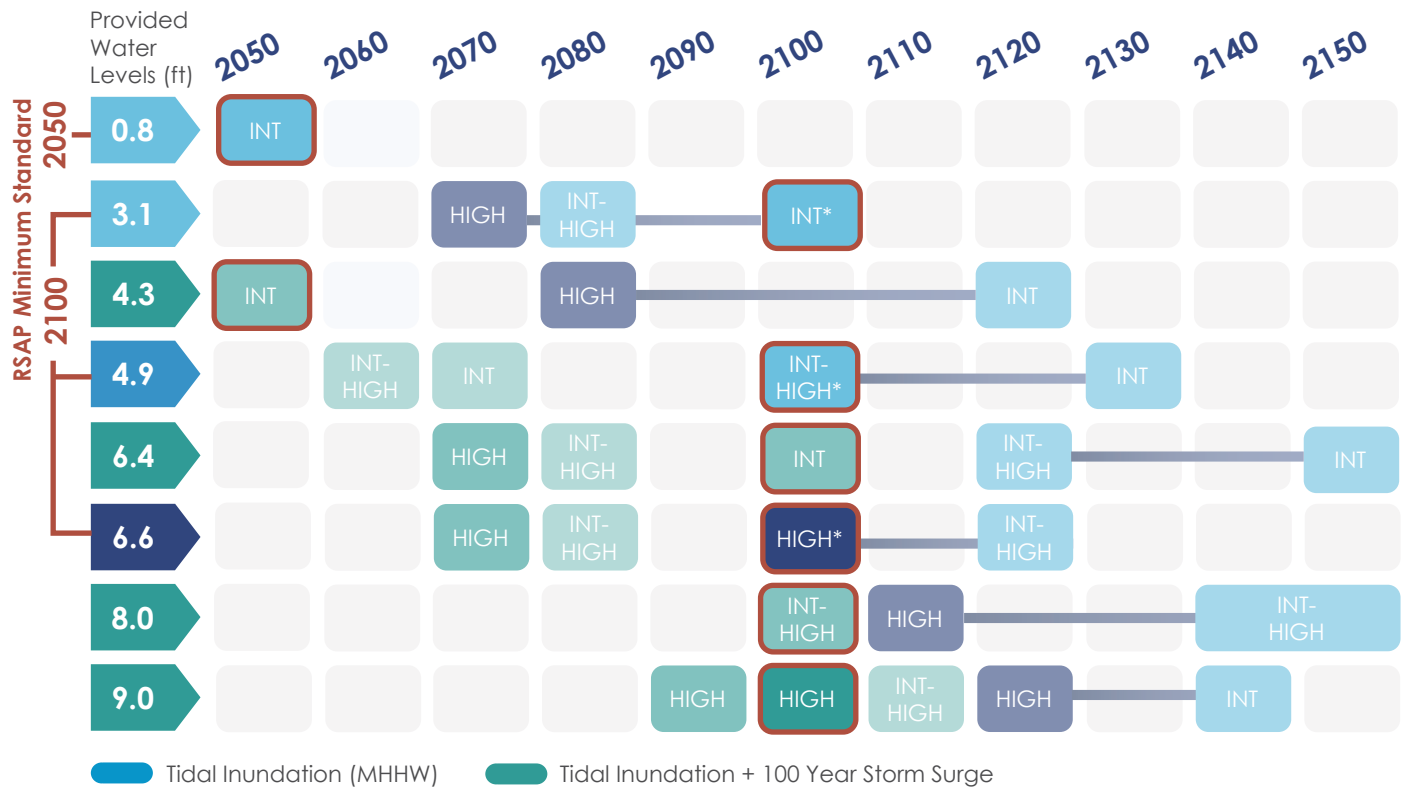 Provided
Water
Levels (ft)
2050
2060
2070
2080
2090
2100
2110
2120
2130
2140
2150
RSAP Minimum Standard
2050
2100
0.8
INT
3.1
HIGH
INT-
HIGH
INT*
4.3
INT
HIGH
INT
4.9
INT-
HIGH
INT
INT-
HIGH*
INT
6.4
HIGH
INT-
HIGH
INT
INT-
HIGH
INT
6.6
HIGH
INT-
HIGH
HIGH*
INT-
HIGH
8.0
INT-
HIGH
HIGH
INT-
HIGH
9.0
HIGH
HIGH
INT-
HIGH
HIGH
INT
Tidal Inundation (MHHW)
Tidal Inundation + 100 Year Storm Surge